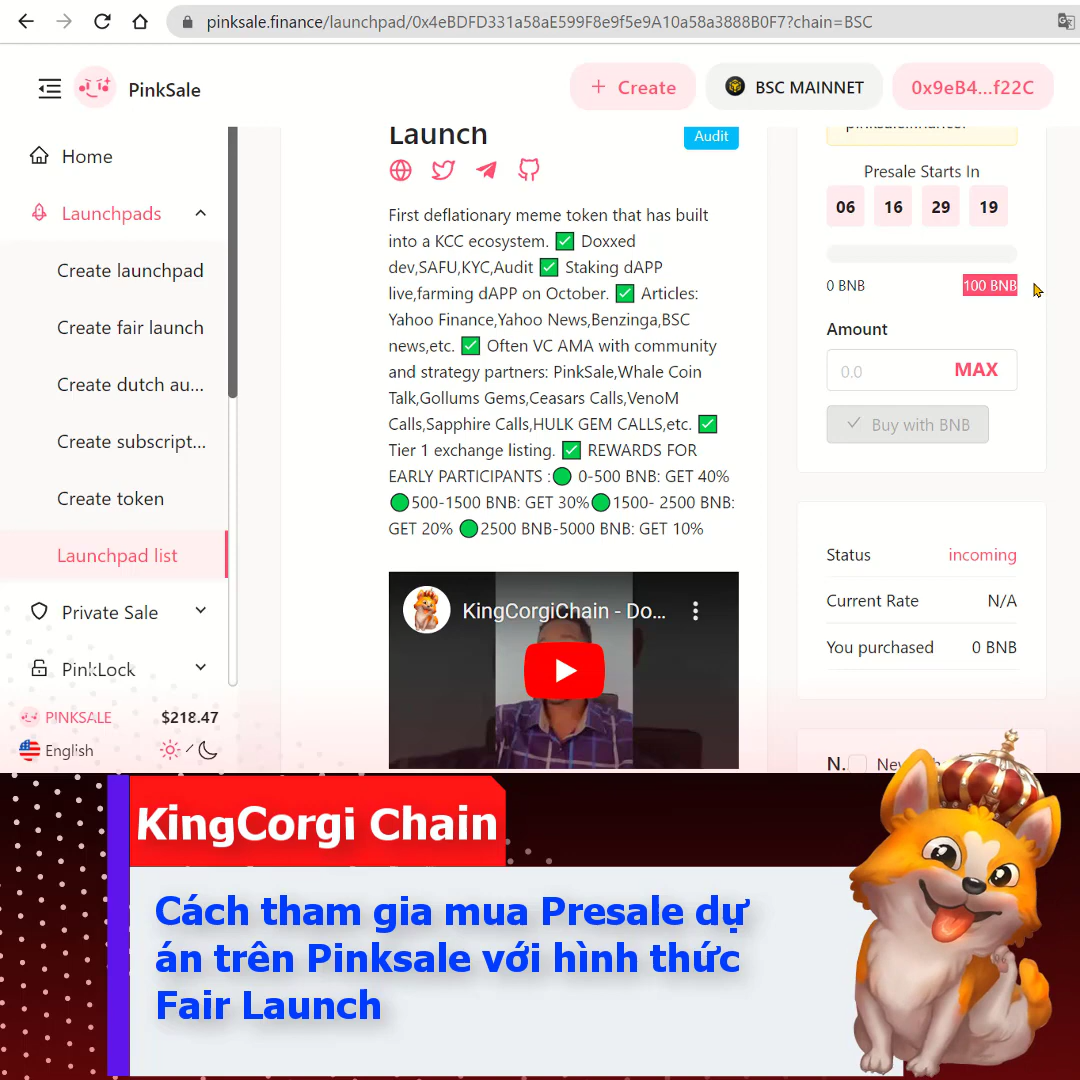 pinksale.finance/launchpad/0x4eBDFD331a58aE599F8e9f5e9A10a58a3888B0F7?chain=BSC
PinkSale
+ Create
BSC MAINNET
0x9eB4...f22C
Home
Launchpads
Create launchpad
Create fair launch
Create dutch au...
Create subscript...
Create token
Launchpad list
Private Sale
PinkLock
PINKSALE $218.47
English
Launch
Audit
First deflationary meme token that has built
into a KCC ecosystem. ✅ Doxxed
dev,SAFU,KYC,Audit ✅ Staking dAPP
live,farming dAPP on October. ✅ Articles:
Yahoo Finance,Yahoo News,Benzinga,BSC
news,etc. ✅ Often VC AMA with community
and strategy partners: PinkSale,Whale Coin
Talk,Gollums Gems,Ceasars Calls,VenoM
Calls,Sapphire Calls,HULK GEM CALLS,etc. ✅
Tier 1 exchange listing. ✅ REWARDS FOR
EARLY PARTICIPANTS :🟢 0-500 BNB: GET 40%
🟢500-1500 BNB: GET 30%🟢1500- 2500 BNB:
GET 20% 🟢2500 BNB-5000 BNB: GET 10%
KingCorgiChain - Do...
Presale Starts In
06 16 29 19
0 BNB 100 BNB
Amount
0.0 MAX
Buy with BNB
Status incoming
Current Rate N/A
You purchased 0 BNB
KingCorgi Chain
Cách tham gia mua Presale dự
án trên Pinksale với hình thức
Fair Launch